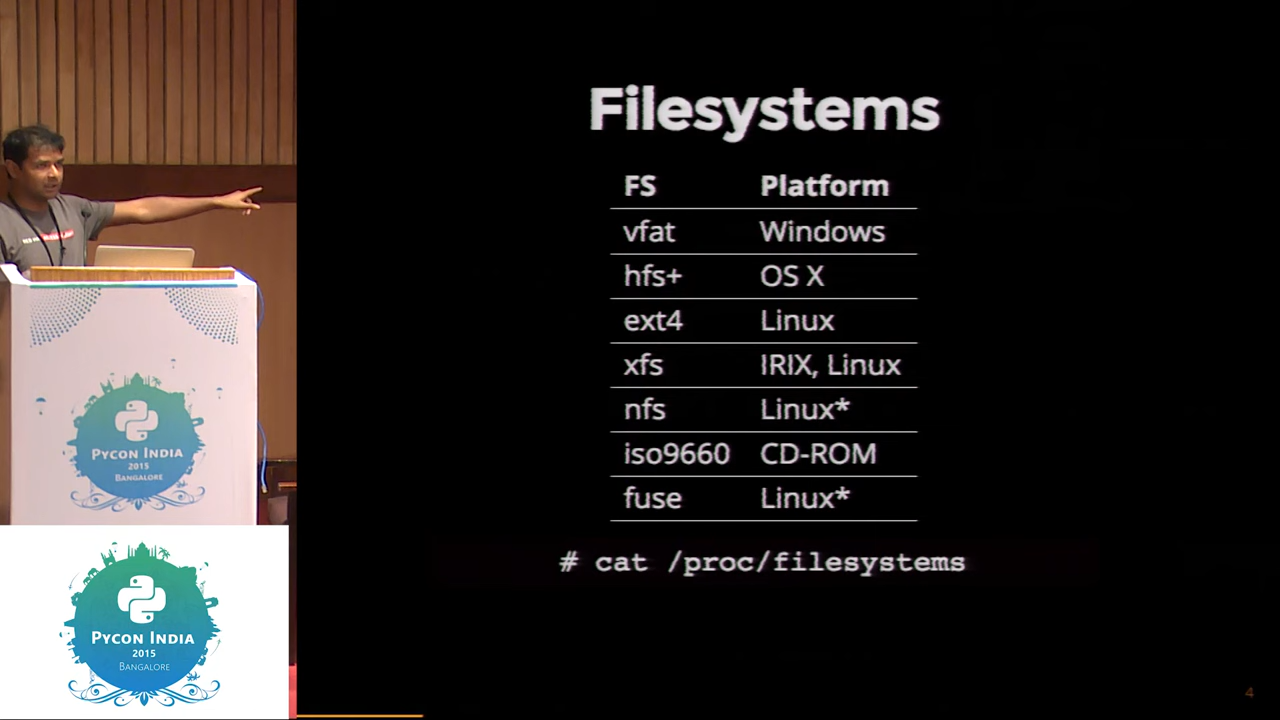 Filesystems
FS Platform
vfat Windows
hfs+ OS X
ext4 Linux
xfs IRIX, Linux
nfs Linux*
iso9660 CD-ROM
fuse Linux*
# cat /proc/filesystems
4
PYCON INDIA
2015
BANGALORE
PYCON INDIA
2015
BANGALORE